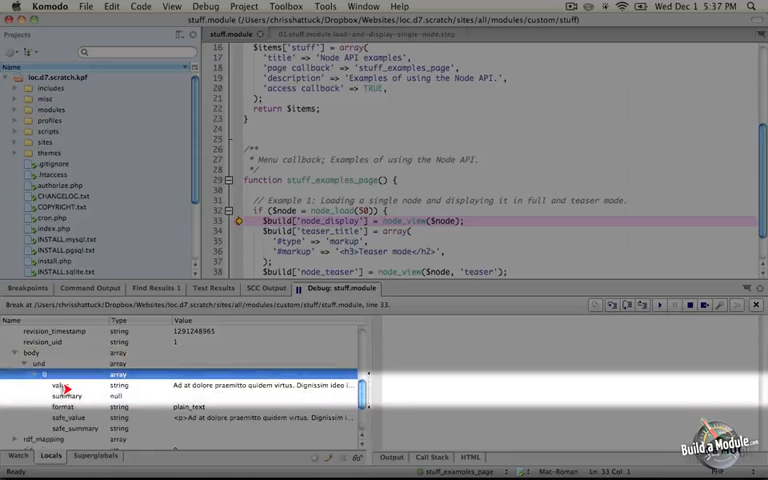 Komodo File Edit Code View Debug Project Toolbox Tools Window Help Wed Dec 1 5:37 PM
stuff.module (/Users/chrisshattuck/Dropbox/Websites/loc.d7.scratch/sites/all/modules/custom/stuff)
Projects
stuff.module
01.stuff.module.load-and-display-single-node.step
Name
loc.d7.scratch.kpf
includes
misc
modules
profiles
scripts
sites
themes
.gitignore
.htaccess
authorize.php
CHANGELOG.txt
COPYRIGHT.txt
cron.php
index.php
INSTALL.mysql.txt
INSTALL.pgsql.txt
install.php
INSTALL.sqlite.txt
16 $items['stuff'] = array(
17 'title' => 'Node API examples',
18 'page callback' => 'stuff_examples_page',
19 'description' => 'Examples of using the Node API.',
20 'access callback' => TRUE,
21 );
22 return $items;
23 }
24
25
26 /**
27 * Menu callback; Examples of using the Node API.
28 */
29 function stuff_examples_page() {
30
31 // Example 1: Loading a single node and displaying it in full and teaser mode.
32 if ($node = node_load(50)) {
33 $build['node_display'] = node_view($node);
34 $build['teaser_title'] = array(
35 '#type' => 'markup',
36 '#markup' => '<h3>Teaser mode</h2>',
37 );
38 $build['node_teaser'] = node_view($node, 'teaser');
Breakpoints Command Output Find Results 1 Test Results SCC Output Debug: stuff.module
Break at /Users/chrisshattuck/Dropbox/Websites/loc.d7.scratch/sites/all/modules/custom/stuff/stuff.module, line 33.
Name Type Value
revision_timestamp string 1291248965
revision_uid string 1
body array
und array
0 array
value string Ad at dolore praemitto quidem virtus. Dignissim ideo i...
summary null
format string plain_text
safe_value string <p>Ad at dolore praemitto quidem virtus. Dignissim ide...
safe_summary string
rdf_mapping array
Watch Locals Superglobals
Output Call Stack HTML
Build a Module.com
Ready stuff_examples_page Mac-Roman Ln: 33 Col: 1